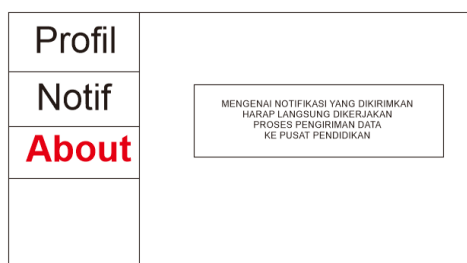 Profil
Notif
About
MENGENAI NOTIFIKASI YANG DIKIRIMKAN
HARAP LANGSUNG DIKERJAKAN
PROSES PENGIRIMAN DATA
KE PUSAT PENDIDIKAN